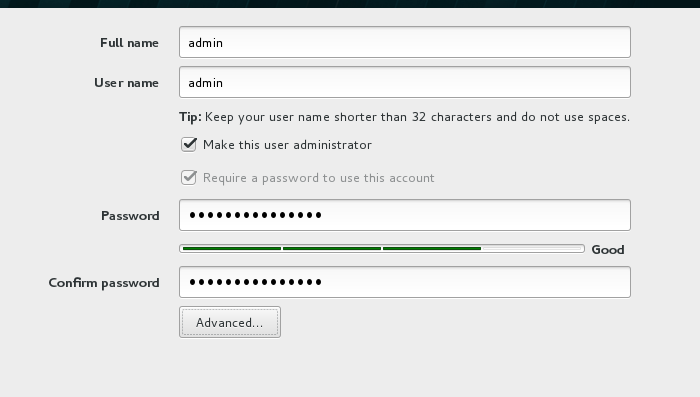 Full name admin
User name admin
Tip: Keep your user name shorter than 32 characters and do not use spaces.
Make this user administrator
Require a password to use this account
Password ●●●●●●●●●●●●●●●
Good
Confirm password ●●●●●●●●●●●●●●●
Advanced...